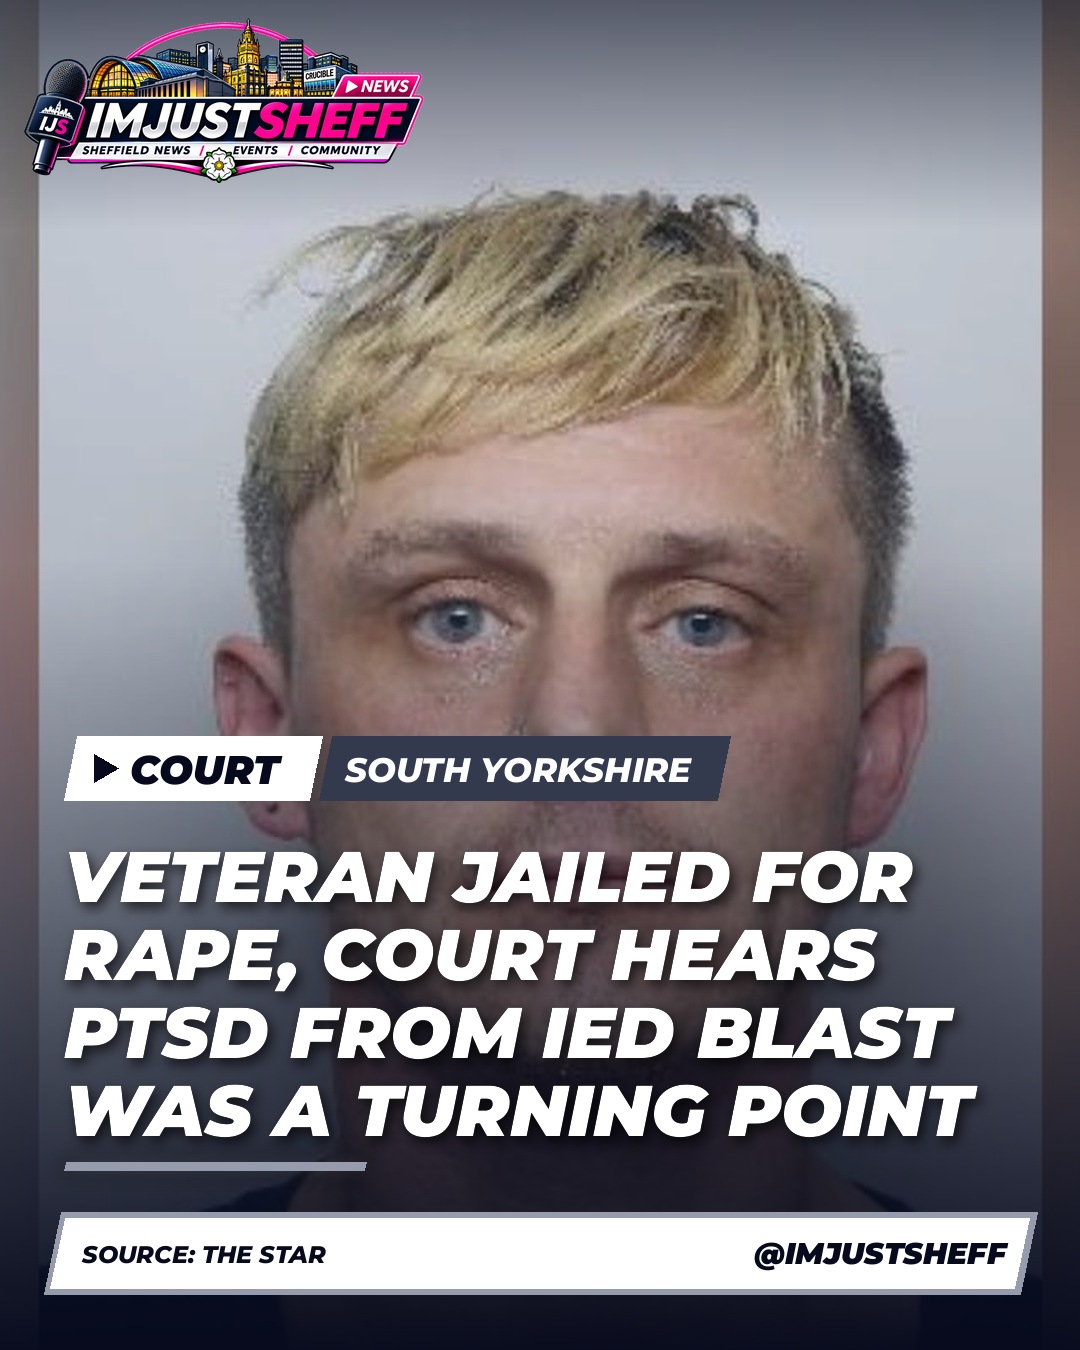 CRUCIBLE
NEWS
IJS
IMJUSTSHEFF
SHEFFIELD NEWS / EVENTS / COMMUNITY
COURT
SOUTH YORKSHIRE
VETERAN JAILED FOR
RAPE, COURT HEARS
PTSD FROM IED BLAST
WAS A TURNING POINT
SOURCE: THE STAR
@IMJUSTSHEFF